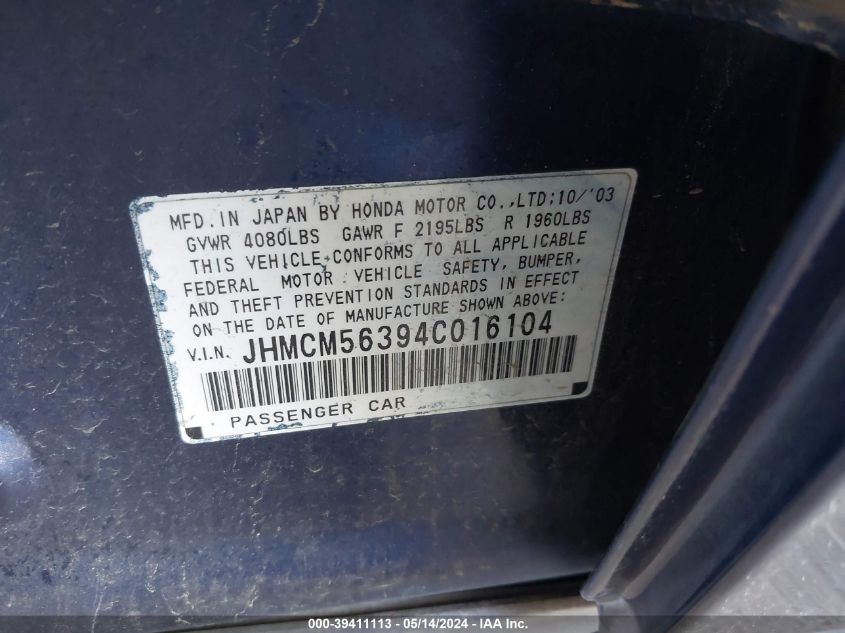 MFD. IN JAPAN BY HONDA MOTOR CO.,LTD; 10/'03
GVWR 4080LBS GAWR F 2195LBS R 1960LBS
THIS VEHICLE CONFORMS TO ALL APPLICABLE
FEDERAL MOTOR VEHICLE SAFETY, BUMPER,
AND THEFT PREVENTION STANDARDS IN EFFECT
ON THE DATE OF MANUFACTURE SHOWN ABOVE:
V.I.N. JHMCM56394C016104
PASSENGER CAR
000-39411113 - 05/14/2024 - IAAI.COM